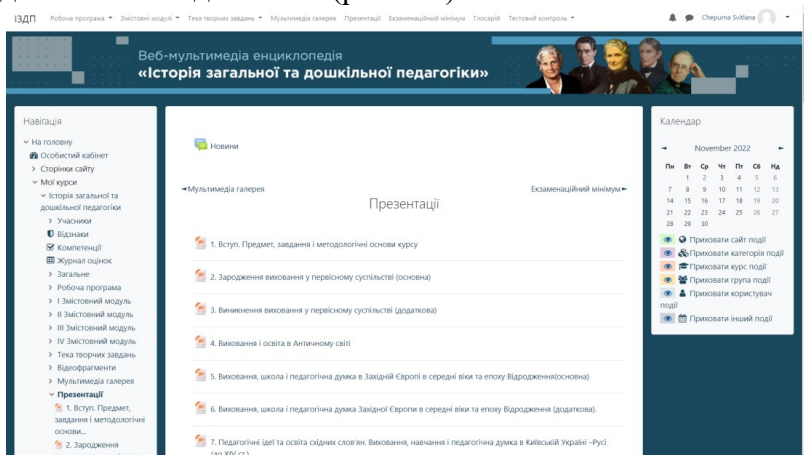 ІЗДП Робоча програма Змістовні модулі Тека творчих завдань Мультимедіа галерея Презентації Екзаменаційний мінімум Глосарій Тестовий контроль Chepurna Svitlana
Веб-мультимедіа енциклопедія
«Історія загальної та дошкільної педагогіки»
Навігація
На головну
Особистий кабінет
Сторінки сайту
Мої курси
Історія загальної та
дошкільної педагогіки
Учасники
Відзнаки
Компетенції
Журнал оцінок
Загальне
Робоча програма
І Змістовний модуль
ІІ Змістовний модуль
ІІІ Змістовний модуль
IV Змістовний модуль
Тека творчих завдань
Відеофрагменти
Мультимедіа галерея
Презентації
1. Вступ. Предмет,
завдання і методологічні
основи...
2. Зародження
Новини
◄Мультимедіа галерея Екзаменаційний мінімум►
Презентації
1. Вступ. Предмет, завдання і методологічні основи курсу
2. Зародження виховання у первісному суспільстві (основна)
3. Виникнення виховання у первісному суспільстві (додаткова)
4. Виховання і освіта в Античному світі
5. Виховання, школа і педагогічна думка в Західній Європі в середні віки та епоху Відродження(основна)
6. Виховання, школа і педагогічна думка Західної Європи в середні віки та епоху Відродження (додаткова).
7. Педагогічні ідеї та освіта східних слов'ян. Виховання, навчання і педагогічна думка в Київській Україні –Русі
(до XIV ст.)
Календар
◄ November 2022 ►
Пн Вт Ср Чт Пт Сб Нд
1 2 3 4 5 6
7 8 9 10 11 12 13
14 15 16 17 18 19 20
21 22 23 24 25 26 27
28 29 30
Приховати сайт події
Приховати категорія події
Приховати курс події
Приховати група події
Приховати користувач
події
Приховати інший події